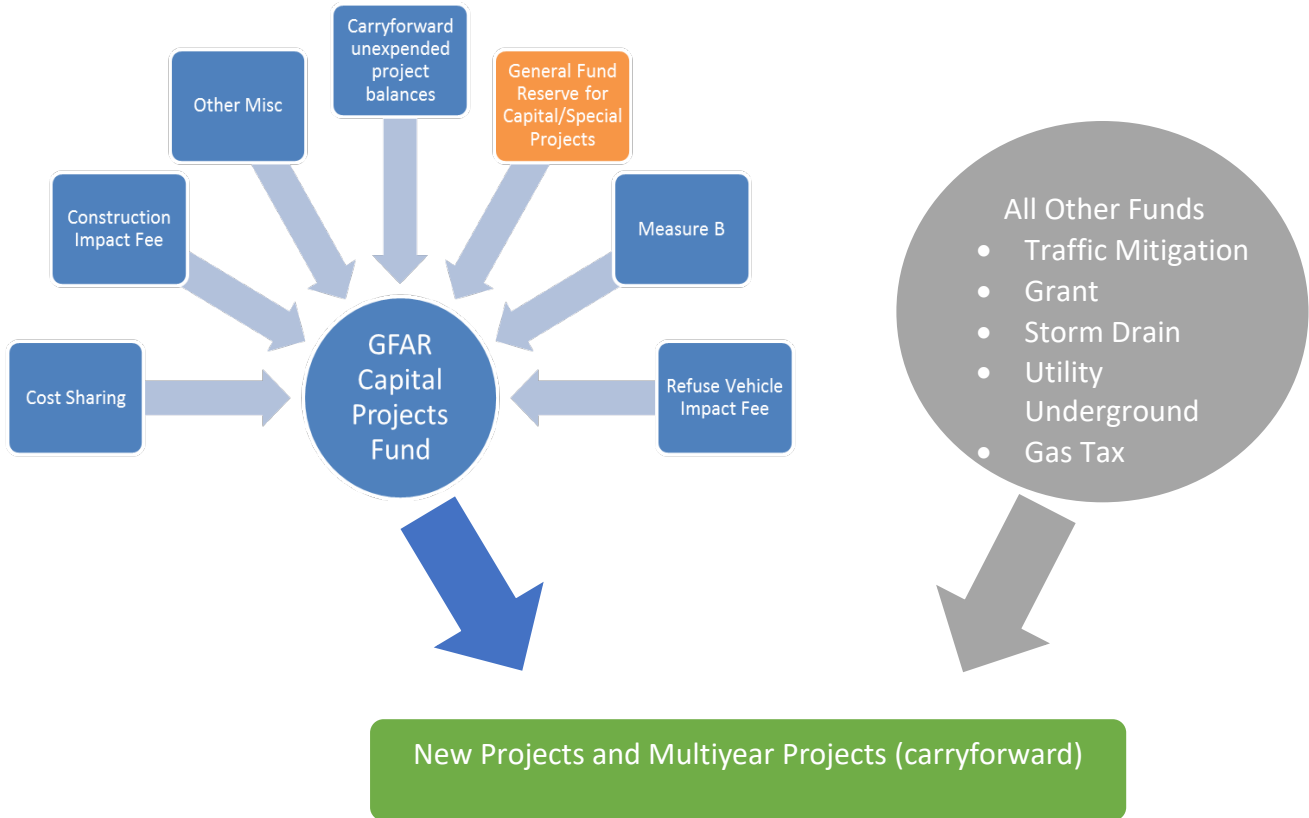 Carryforward
unexpended
project
balances
General Fund
Reserve for
Capital/Special
Projects
Other Misc
Construction
Impact Fee
Measure B
Cost Sharing
GFAR
Capital
Projects
Fund
Refuse Vehicle
Impact Fee
All Other Funds
• Traffic Mitigation
• Grant
• Storm Drain
• Utility
Underground
• Gas Tax
New Projects and Multiyear Projects (carryforward)